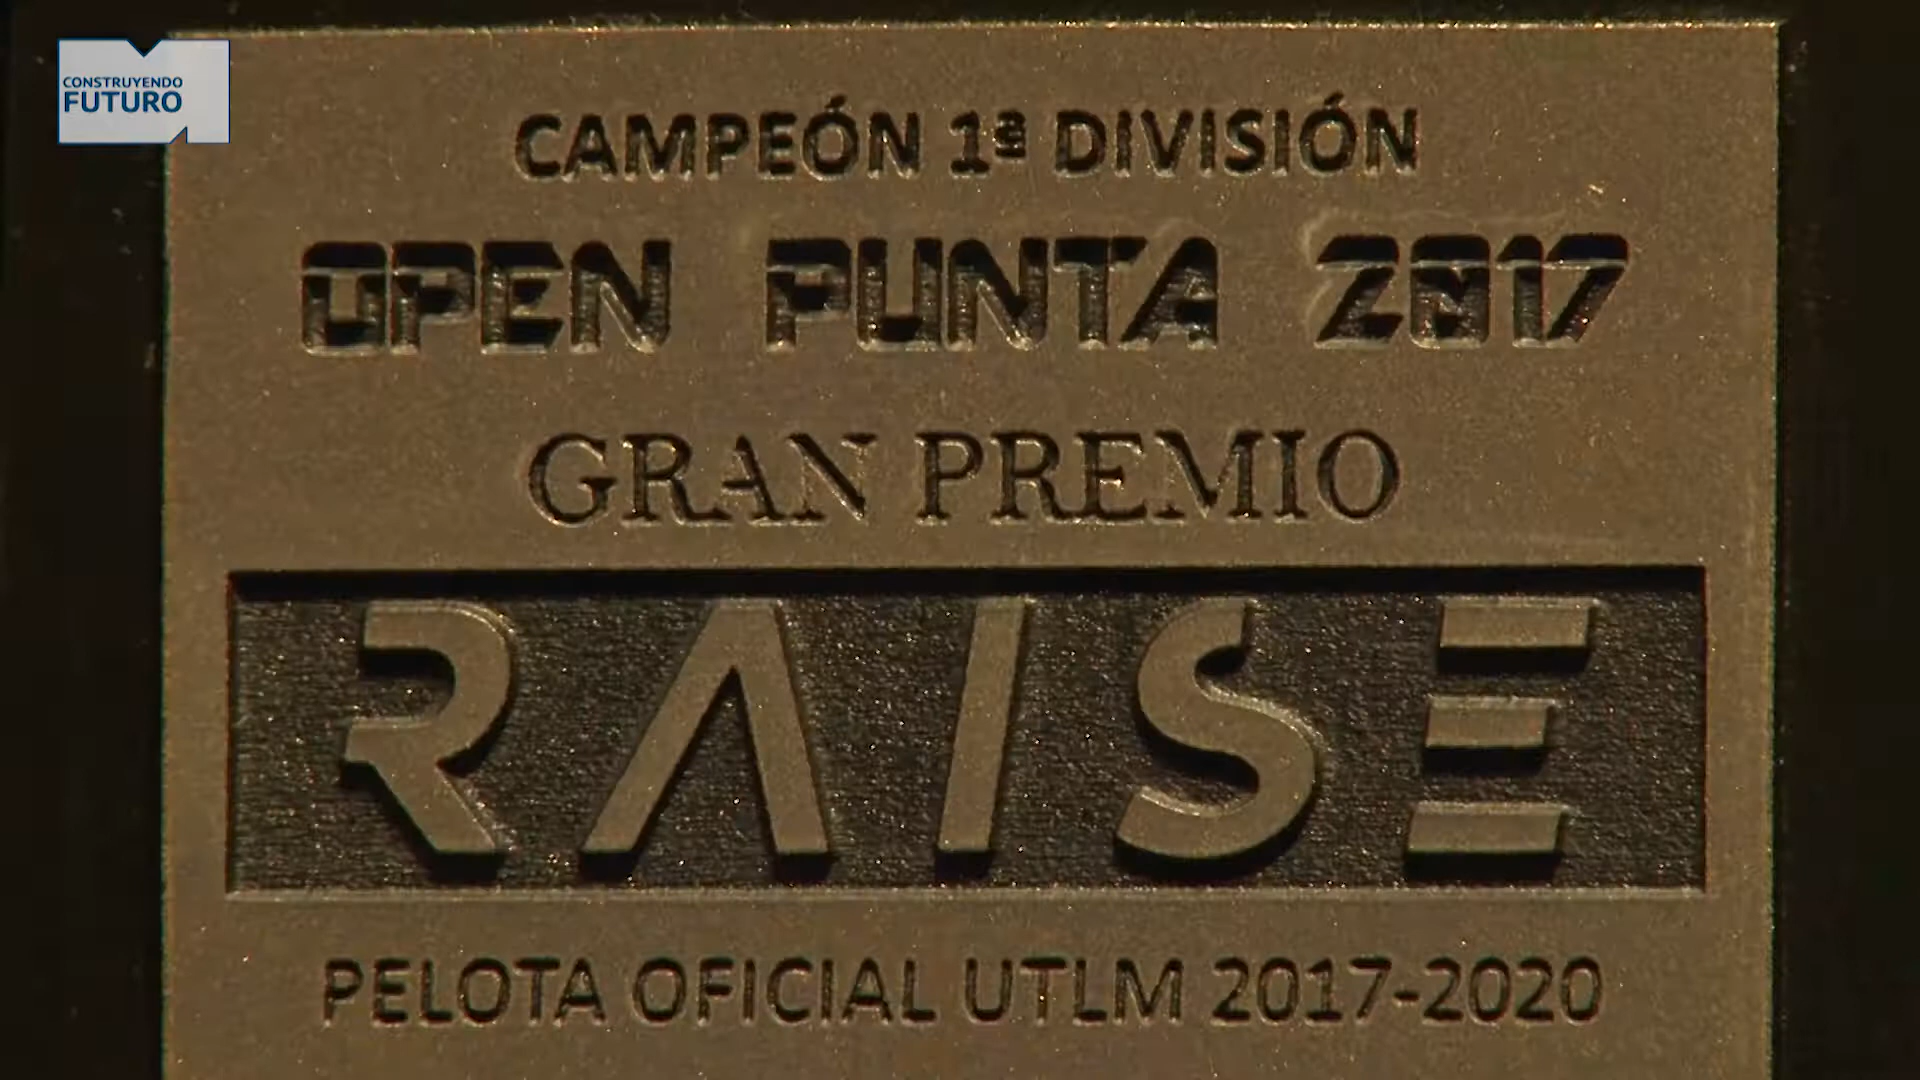 CONSTRUYENDO
FUTURO
CAMPEÓN 1ª DIVISIÓN
OPEN PUNTA 2017
GRAN PREMIO
RAISE
PELOTA OFICIAL UTLM 2017-2020